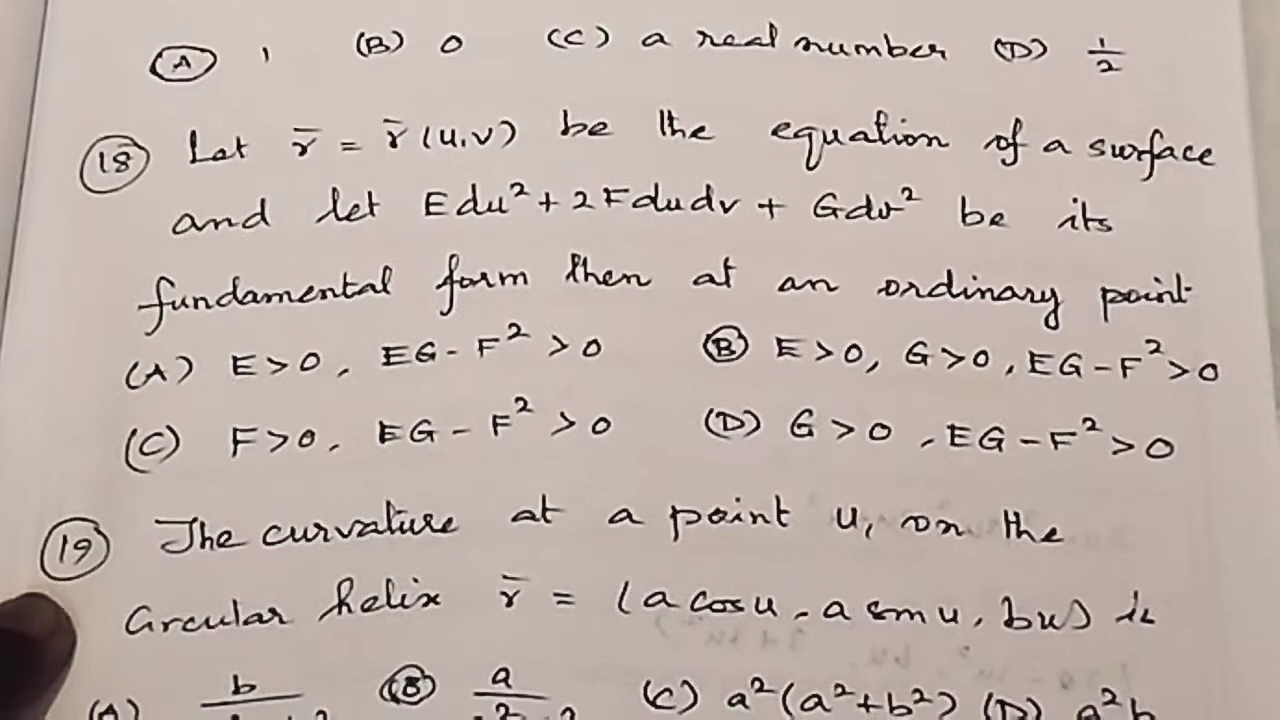 (A) 1 (B) 0 (C) a real number (D) 1/2
(18) Let r̄ = r̄(u,v) be the equation of a surface
and let Edu² + 2Fdudv + Gdv² be its
fundamental form then at an ordinary point
(A) E>0, EG-F²>0 (B) E>0, G>0, EG-F²>0
(C) F>0, EG-F²>0 (D) G>0, EG-F²>0
(19) The curvature at a point u, on the
Circular helix r̄ = (a cosu, a sinu, bu) is
(A) b (B) a (C) a²(a²+b²) (D) a²b